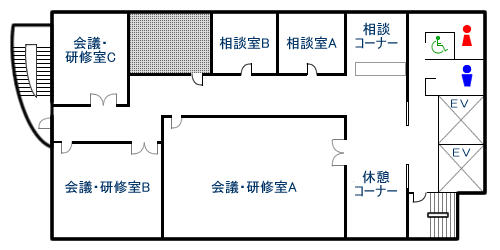 会議・
研修室C
相談室B
相談室A
相談
コーナー
EV
EV
会議・研修室B
会議・研修室A
休憩
コーナー